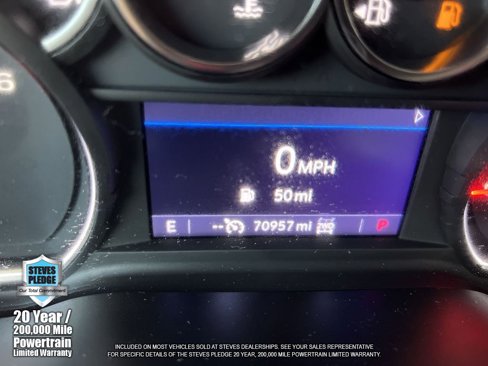 6
0 MPH
50 mi
E -- 70957 mi 2WD P
STEVES
PLEDGE
Our Total Commitment
20 Year /
200,000 Mile
Powertrain
Limited Warranty
INCLUDED ON MOST VEHICLES SOLD AT STEVES DEALERSHIPS. SEE YOUR SALES REPRESENTATIVE
FOR SPECIFIC DETAILS OF THE STEVES PLEDGE 20 YEAR, 200,000 MILE POWERTRAIN LIMITED WARRANTY.